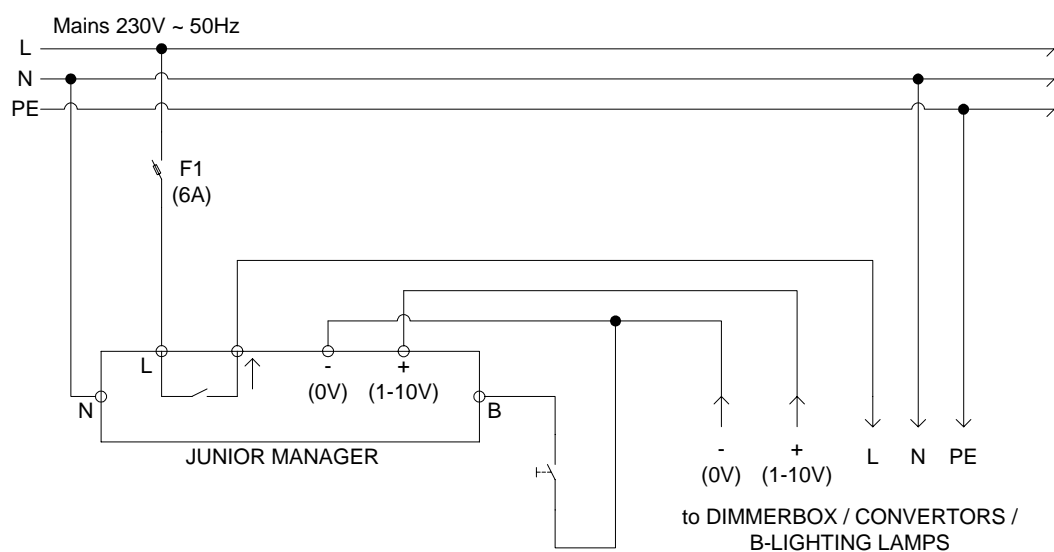 Mains 230V ~ 50Hz
L
N
PE
F1
(6A)
L
-
(0V)
+
(1-10V)
N
B
JUNIOR MANAGER
-
(0V)
+
(1-10V)
L
N
PE
to DIMMERBOX / CONVERTORS /
B-LIGHTING LAMPS